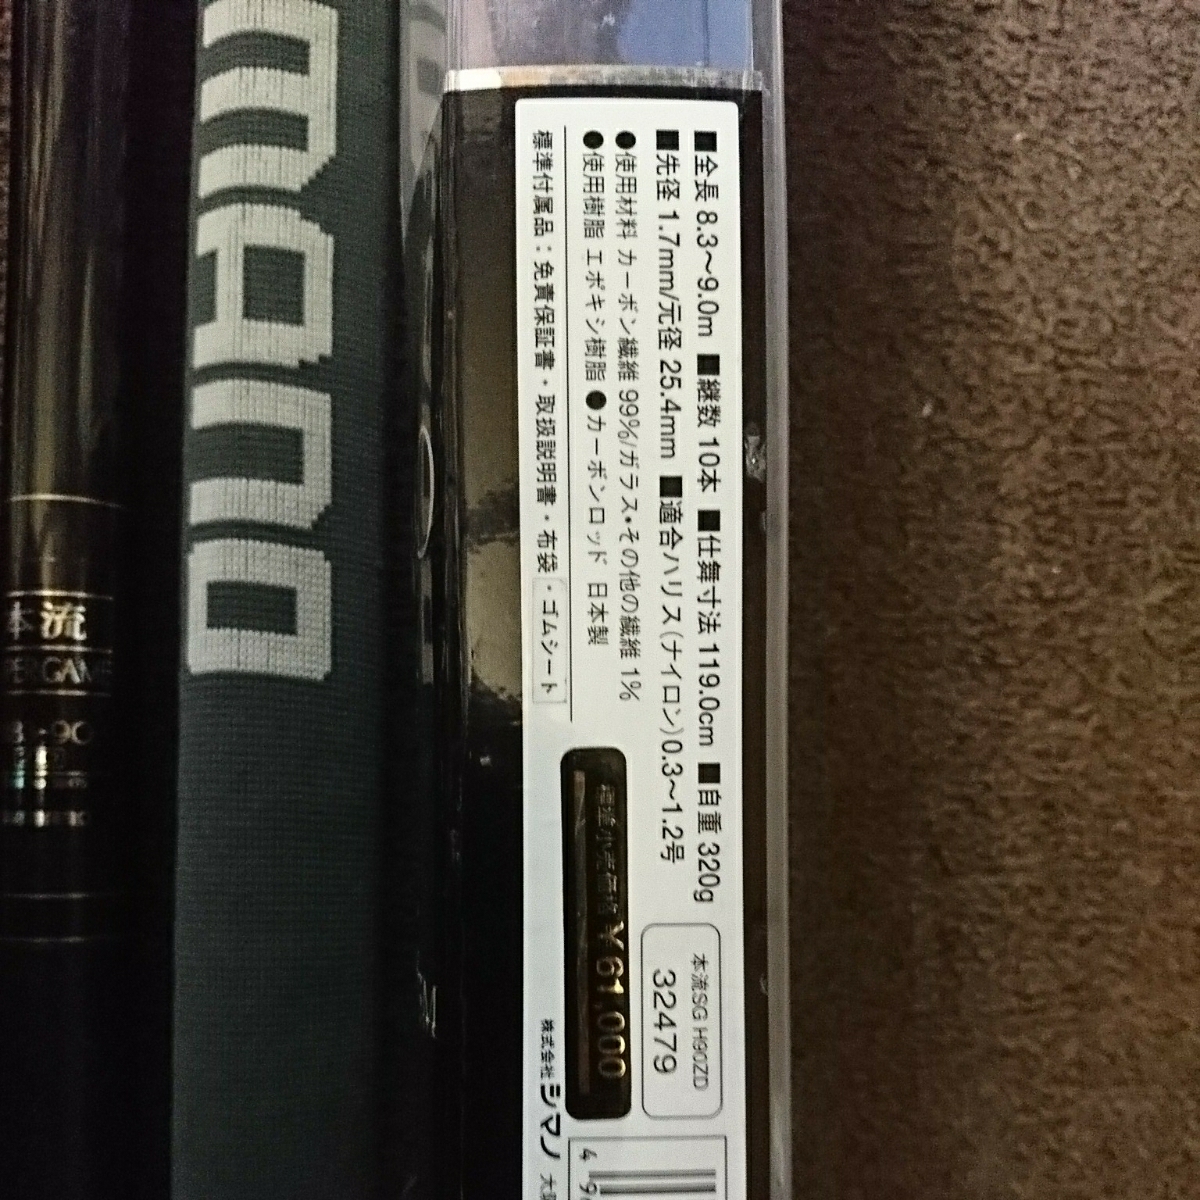 ■全長 8.3〜9.0m ■継数 10本 ■仕舞寸法 119.0cm ■自重 320g
■先径 1.7mm/元径 25.4mm ■適合ハリス(ナイロン)0.3〜1.2号
●使用材料 カーボン繊維 99%/ガラス・その他の繊維 1%
●使用樹脂 エポキシ樹脂 ●カーボンロッド 日本製
標準付属品：免責保証書・取扱説明書・布袋・ゴムシート
本流SG H90ZD
32479
¥61,000
株式会社シマノ
4
mano
本流